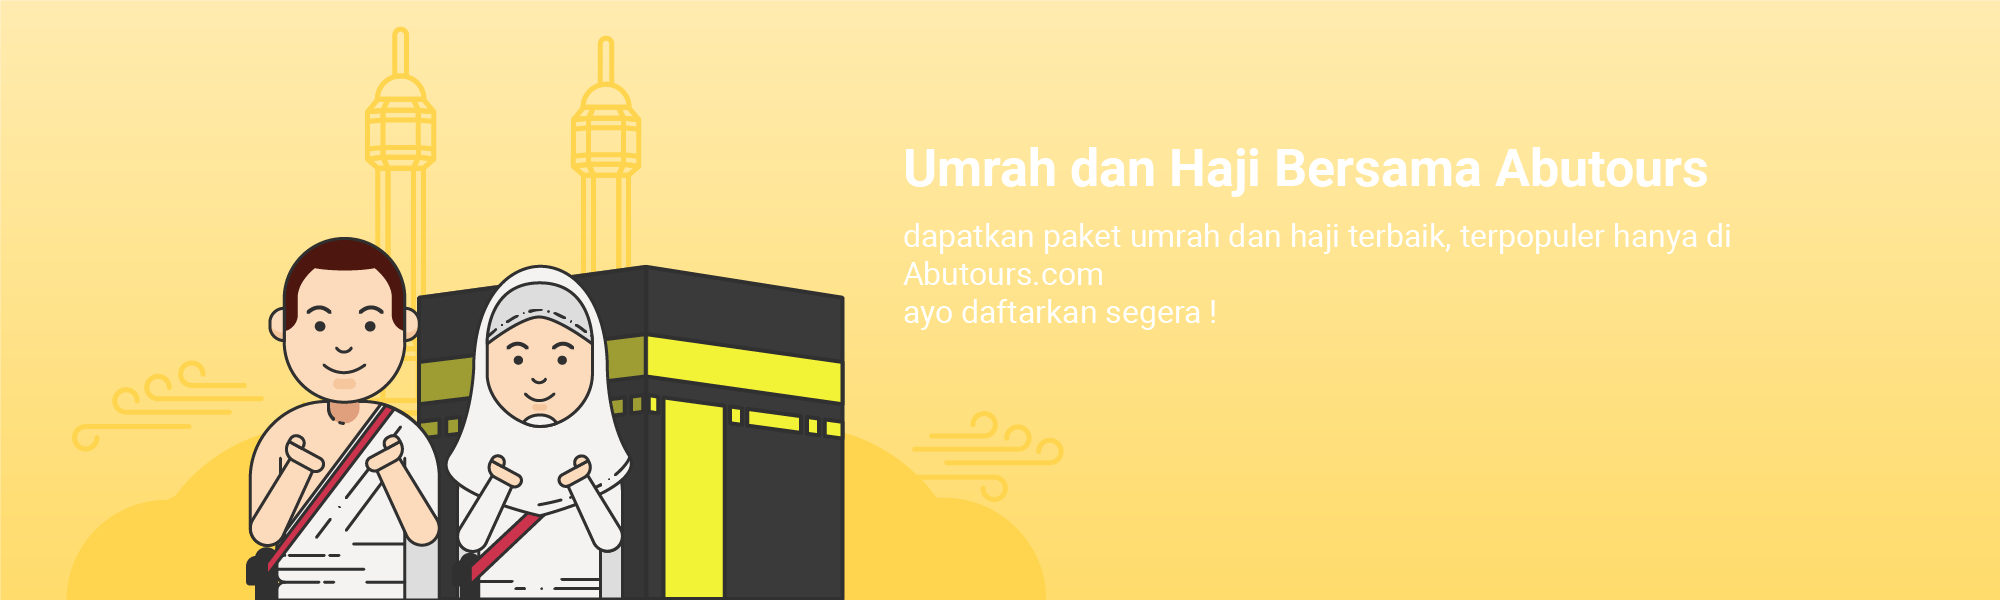 Umrah dan Haji Bersama Abutours
dapatkan paket umrah dan haji terbaik, terpopuler hanya di
Abutours.com
ayo daftarkan segera !